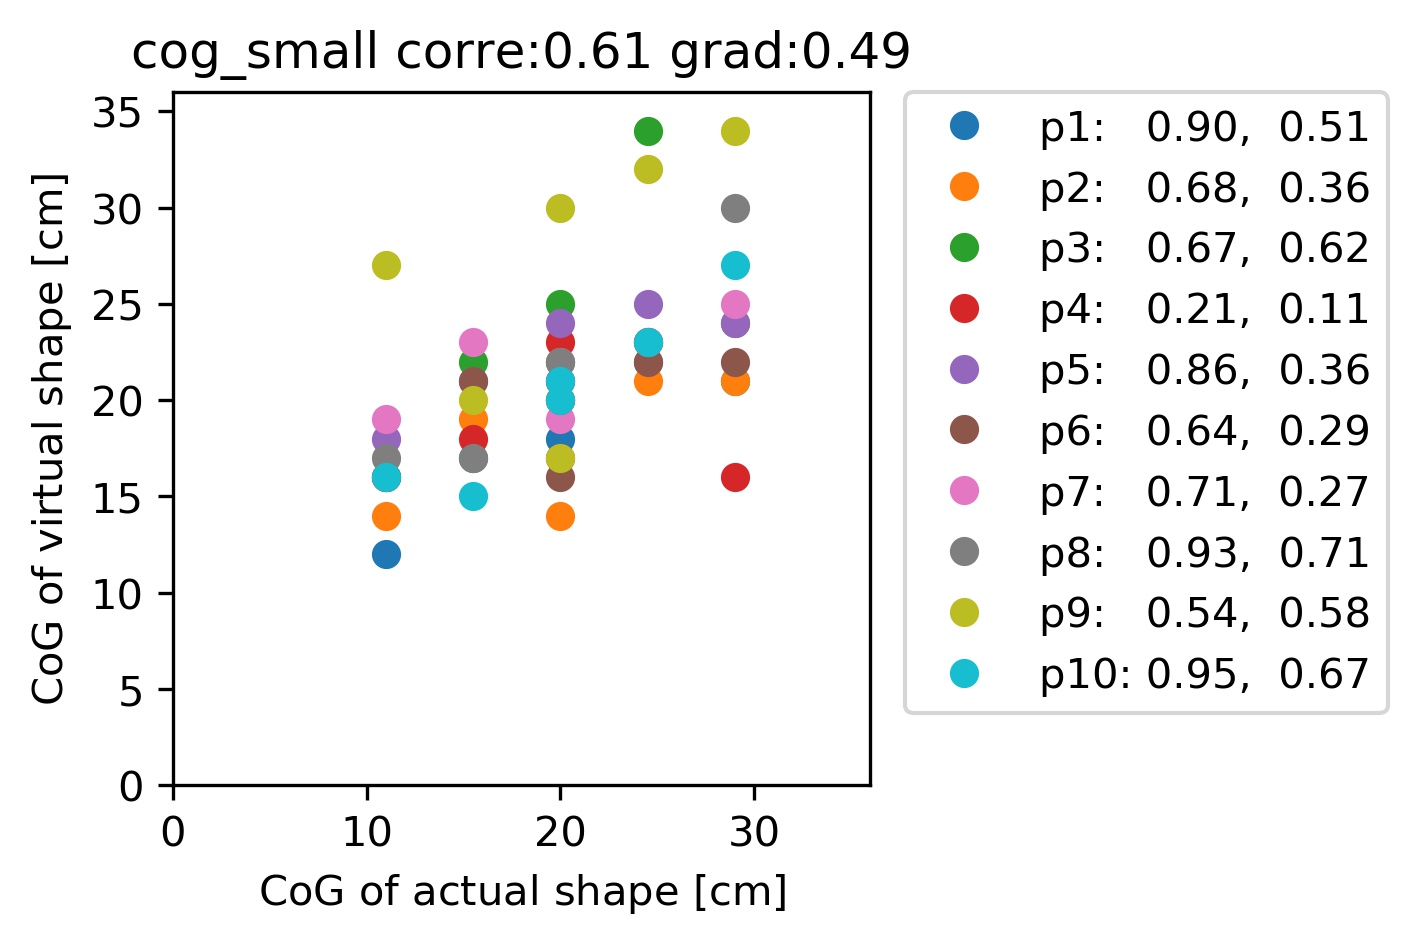 cog_small corre:0.61 grad:0.49
35
30
25
20
15
10
5
0
CoG of virtual shape [cm]
0 10 20 30
CoG of actual shape [cm]
p1: 0.90, 0.51
p2: 0.68, 0.36
p3: 0.67, 0.62
p4: 0.21, 0.11
p5: 0.86, 0.36
p6: 0.64, 0.29
p7: 0.71, 0.27
p8: 0.93, 0.71
p9: 0.54, 0.58
p10: 0.95, 0.67